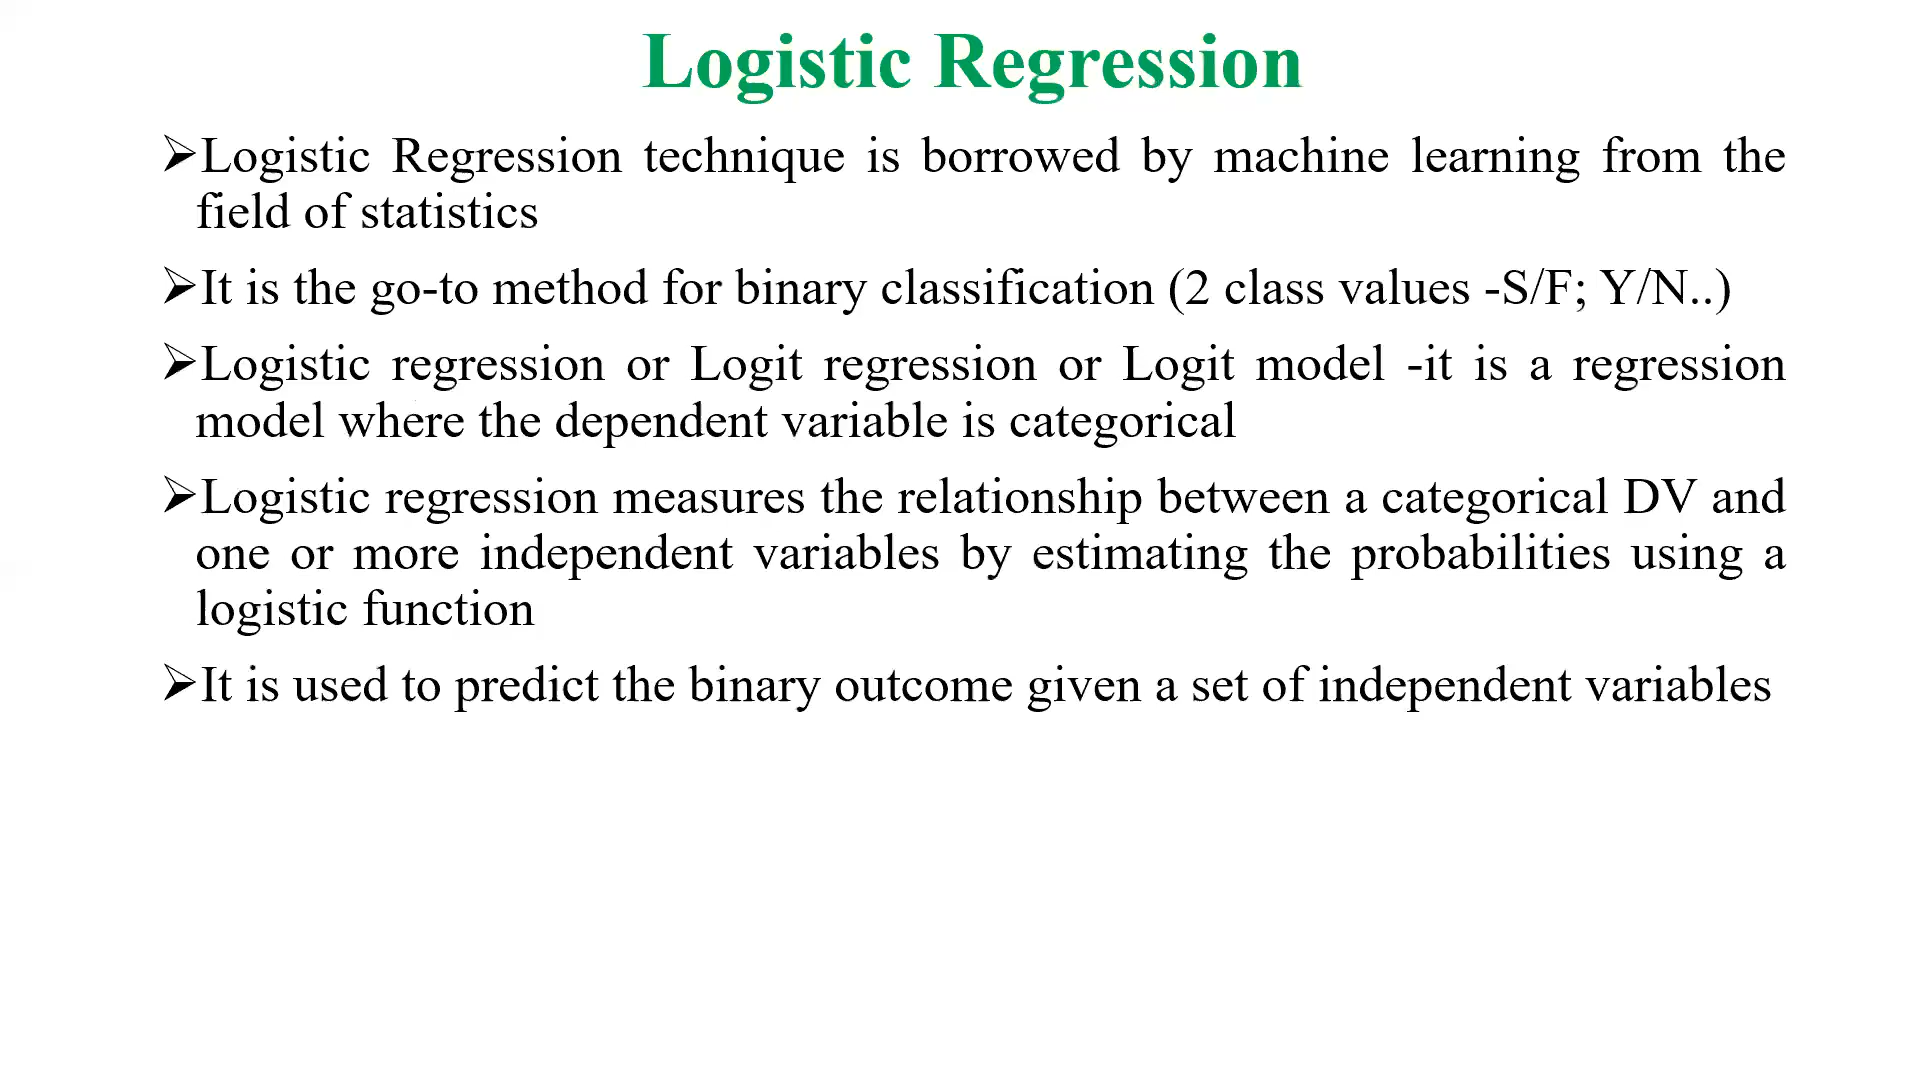 Logistic Regression
➢Logistic Regression technique is borrowed by machine learning from the
field of statistics
➢It is the go-to method for binary classification (2 class values -S/F; Y/N..)
➢Logistic regression or Logit regression or Logit model -it is a regression
model where the dependent variable is categorical
➢Logistic regression measures the relationship between a categorical DV and
one or more independent variables by estimating the probabilities using a
logistic function
➢It is used to predict the binary outcome given a set of independent variables